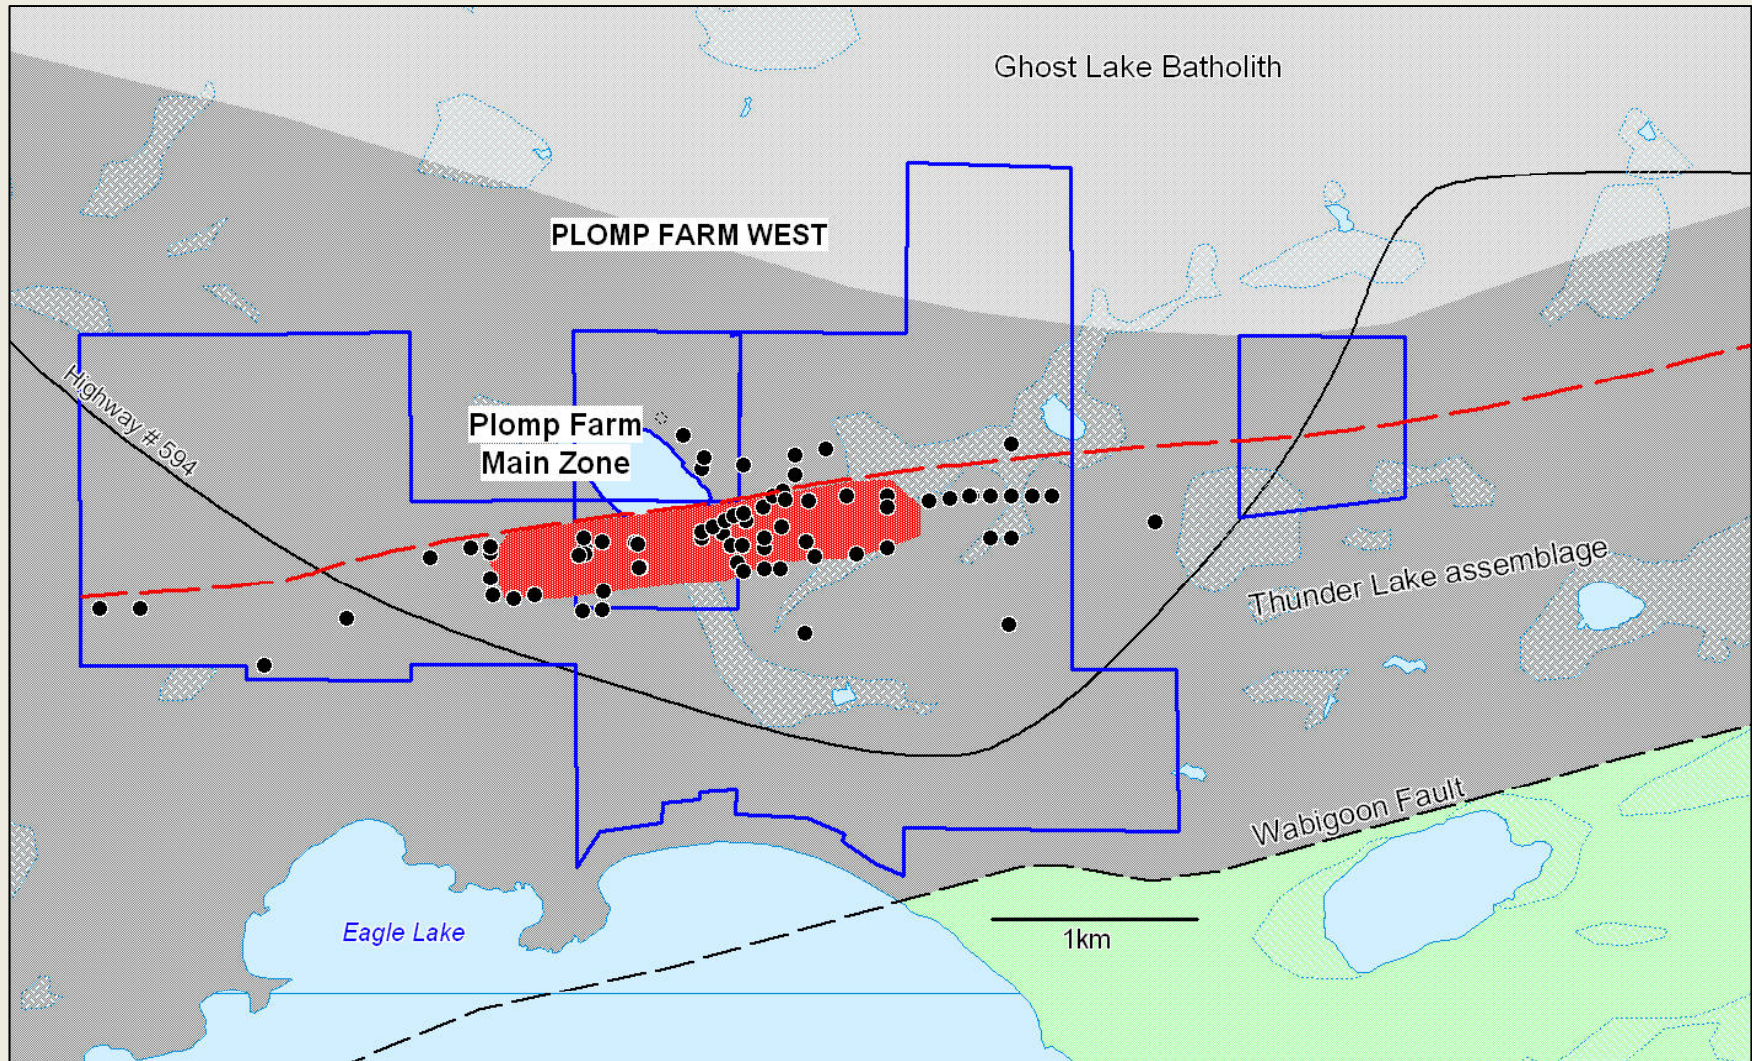 Ghost Lake Batholith
PLOMP FARM WEST
Highway # 594
Plomp Farm
Main Zone
Thunder Lake assemblage
Wabigoon Fault
Eagle Lake
1km